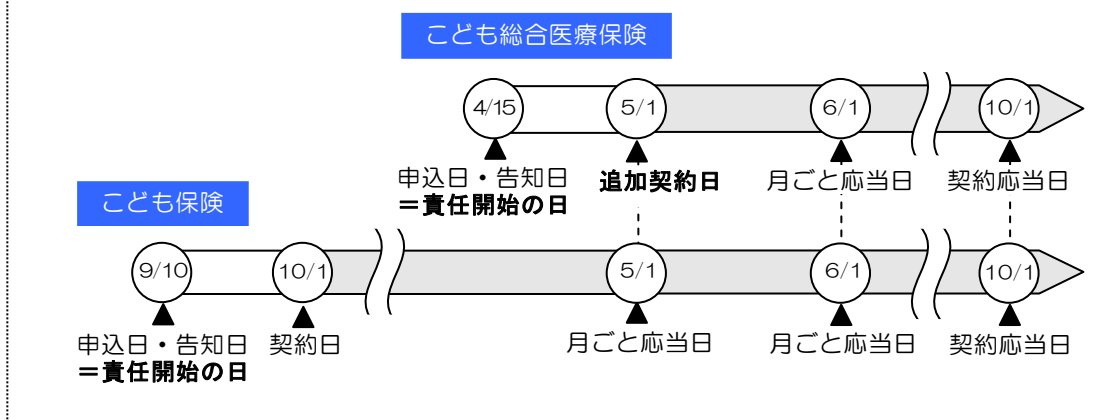 こども総合医療保険
4/15
5/1
6/1
10/1
申込日・告知日
=責任開始の日
追加契約日
月ごと応当日
契約応当日
こども保険
9/10
10/1
5/1
6/1
10/1
申込日・告知日
=責任開始の日
契約日
月ごと応当日
月ごと応当日
契約応当日